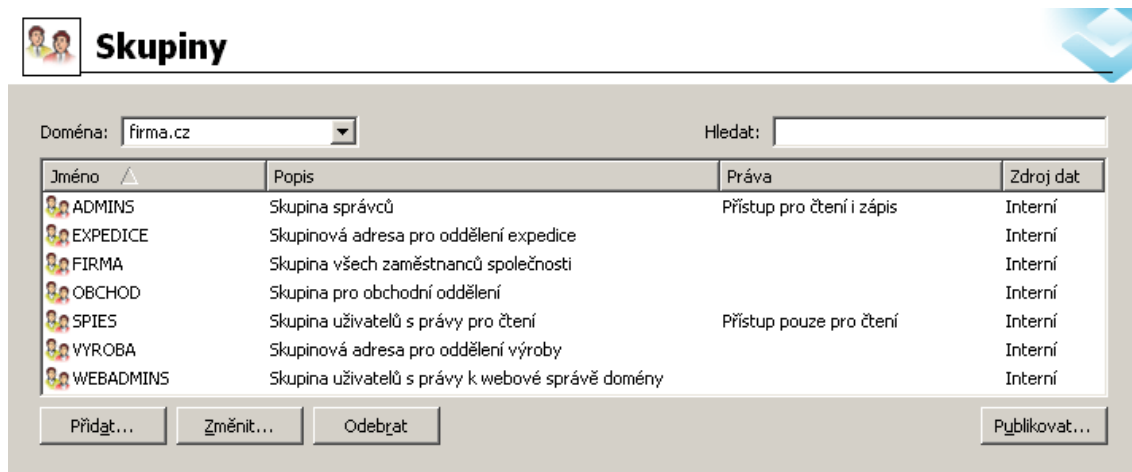 Skupiny
Doména: firma.cz Hledat:
Jméno Popis Práva Zdroj dat
ADMINS Skupina správců Přístup pro čtení i zápis Interní
EXPEDICE Skupinová adresa pro oddělení expedice Interní
FIRMA Skupina všech zaměstnanců společnosti Interní
OBCHOD Skupina pro obchodní oddělení Interní
SPIES Skupina uživatelů s právy pro čtení Přístup pouze pro čtení Interní
VYROBA Skupinová adresa pro oddělení výroby Interní
WEBADMINS Skupina uživatelů s právy k webové správě domény Interní
Přidat... Změnit... Odebrat Publikovat...